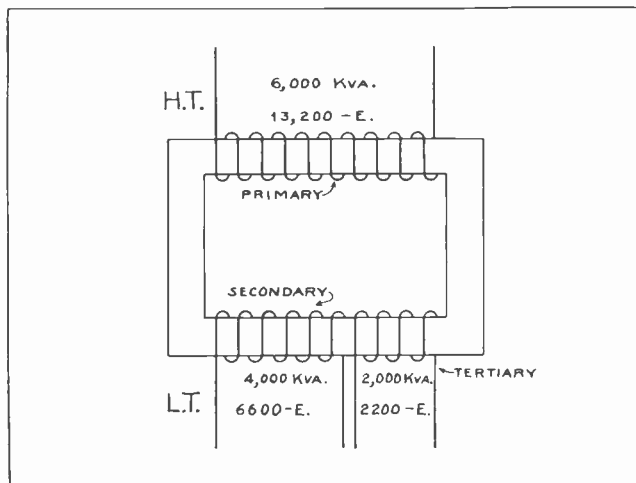 6,000 KVA.
H.T.
13,200 -E.
PRIMARY
SECONDARY
4,000 KVA.
2,000 KVA.
TERTIARY
L.T.
6600-E.
2200-E.